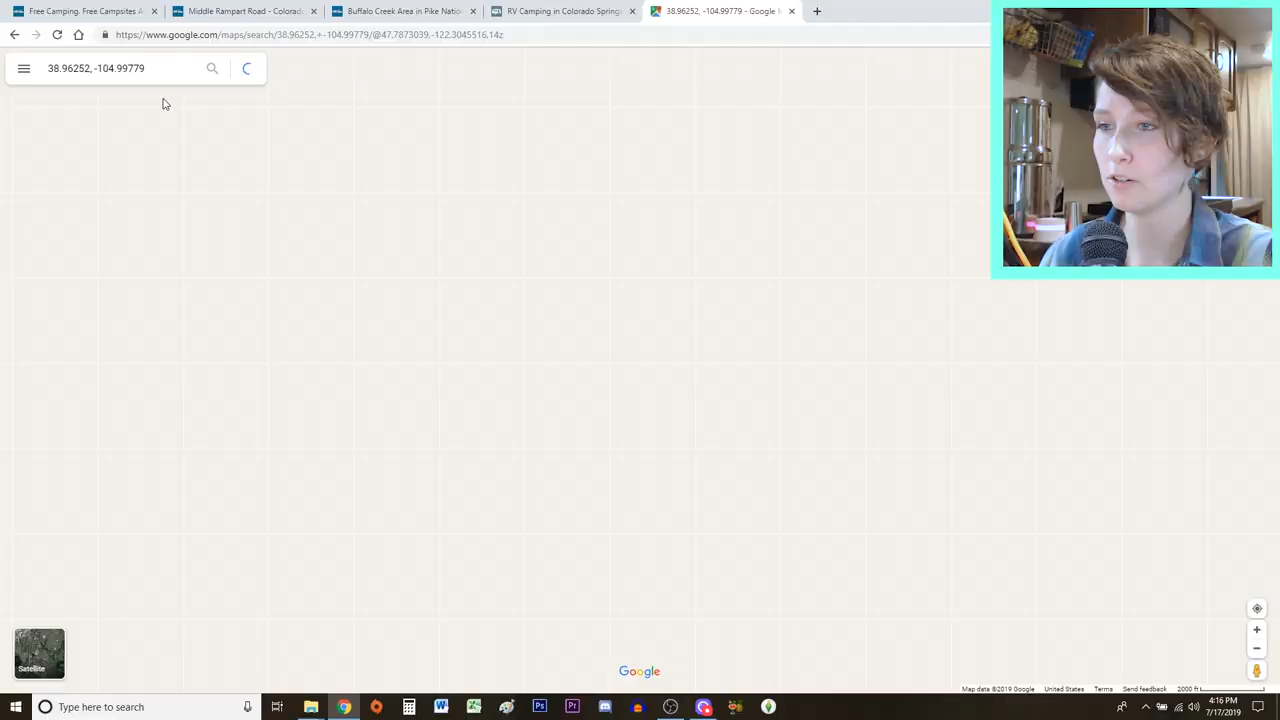 Free Camping. Free Campsites A
Middle Rampart Road - Colorado
Buffalo Creek Area in Pike Natio
RV Camping in Colorado Springs
38.96252, -104.99779 - Google M
https://www.google.com/maps/search/38.96252,+-104.99779/@47.7873039,-122.3045516,14z
38.96252, -104.99779
Satellite
Google
Map data ©2019 Google United States Terms Send feedback 2000 ft
Type here to search
4:16 PM
7/17/2019